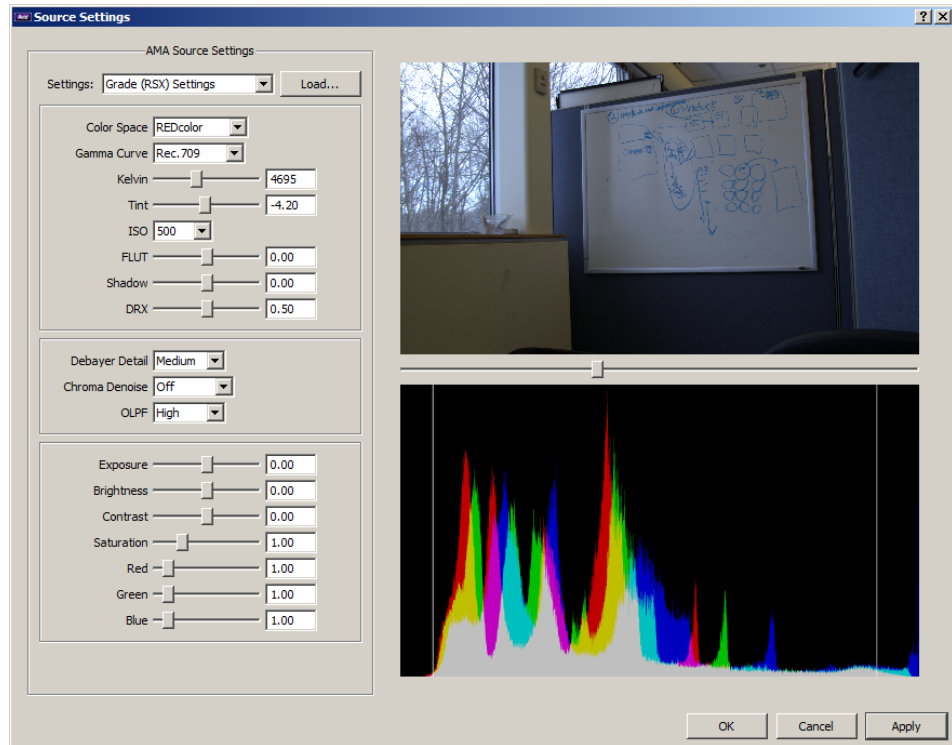 Avid Source Settings
AMA Source Settings
Settings: Grade (RSX) Settings Load...
Color Space REDcolor
Gamma Curve Rec.709
Kelvin 4695
Tint -4.20
ISO 500
FLUT 0.00
Shadow 0.00
DRX 0.50
Debayer Detail Medium
Chroma Denoise Off
OLPF High
Exposure 0.00
Brightness 0.00
Contrast 0.00
Saturation 1.00
Red 1.00
Green 1.00
Blue 1.00
OK Cancel Apply